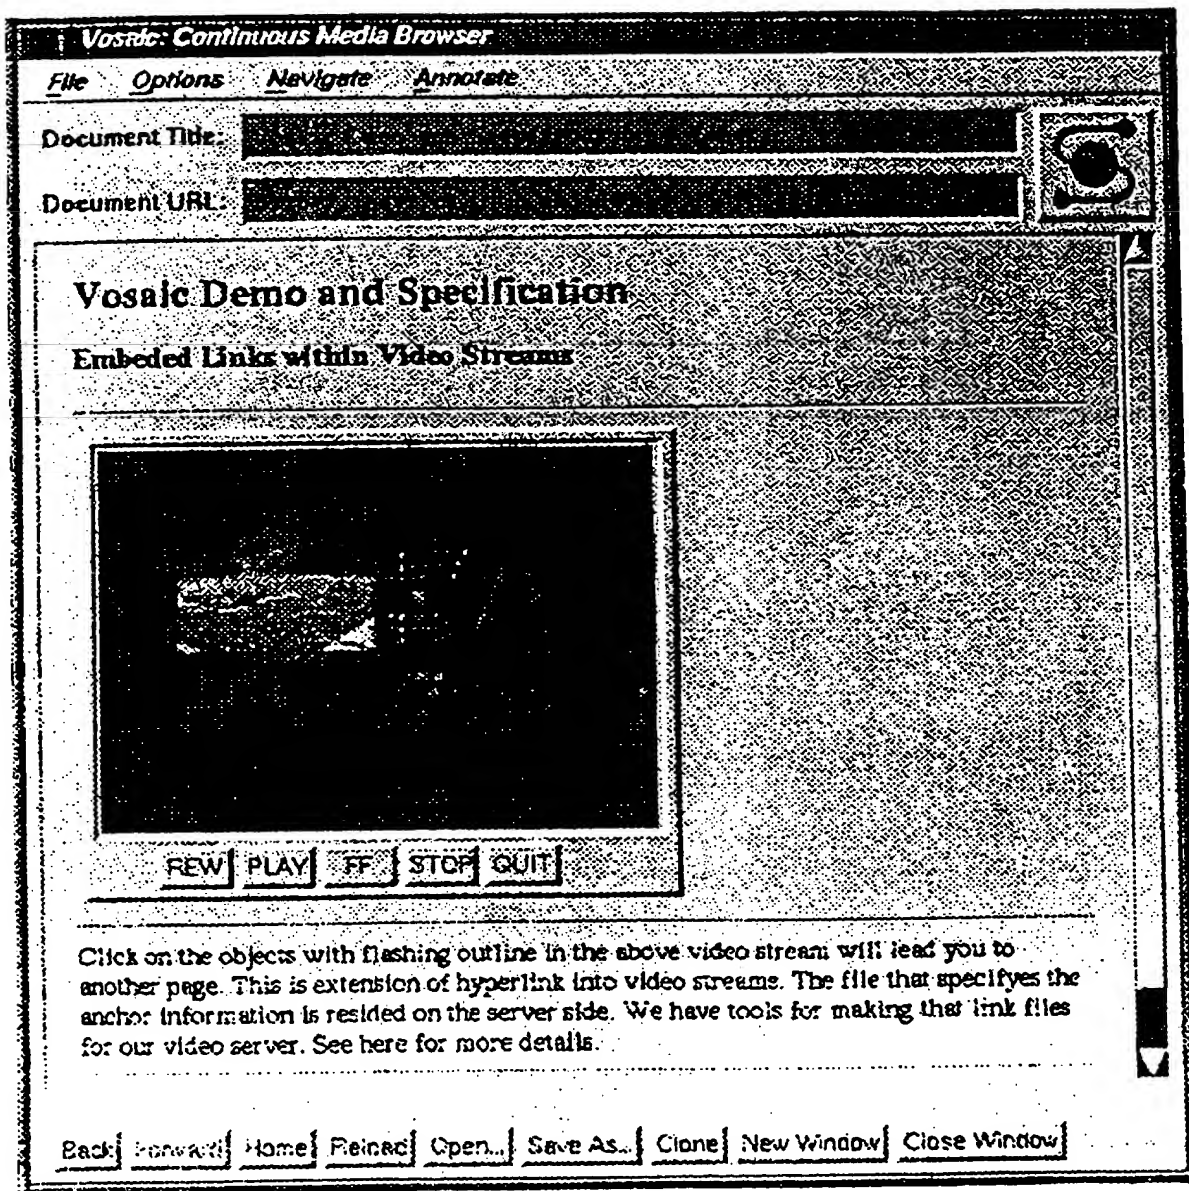 Vosaic: Continuous Media Browser
File Options Navigate Annotate
Document Title:
Document URL:
Vosaic Demo and Specification
Embeded Links within Video Streams
REW PLAY FF STOP QUIT
Click on the objects with flashing outline in the above video stream will lead you to
another page. This is extension of hyperlink into video streams. The file that specifyes the
anchor information is resided on the server side. We have tools for making that link files
for our video server. See here for more details.
Back Forward Home Reload Open... Save As... Clone New Window Close Window